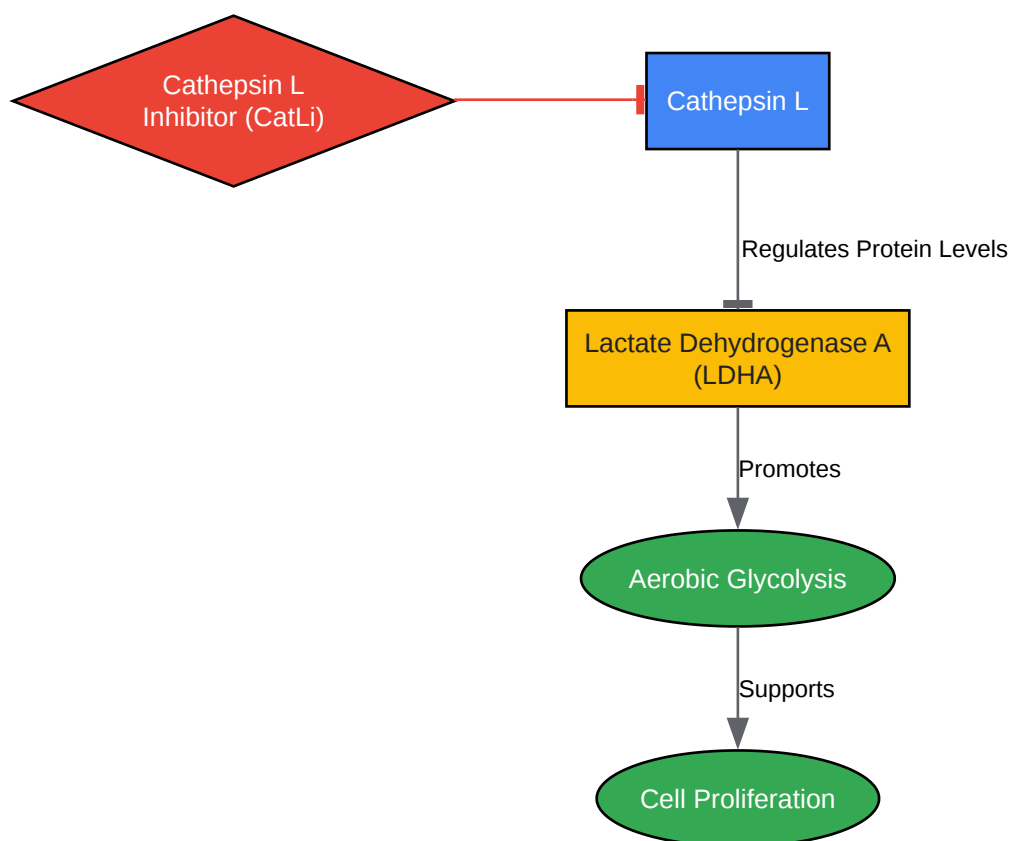 Cathepsin L
Inhibitor (CatLi)
Cathepsin L
Regulates Protein Levels
Lactate Dehydrogenase A
(LDHA)
Promotes
Aerobic Glycolysis
Supports
Cell Proliferation